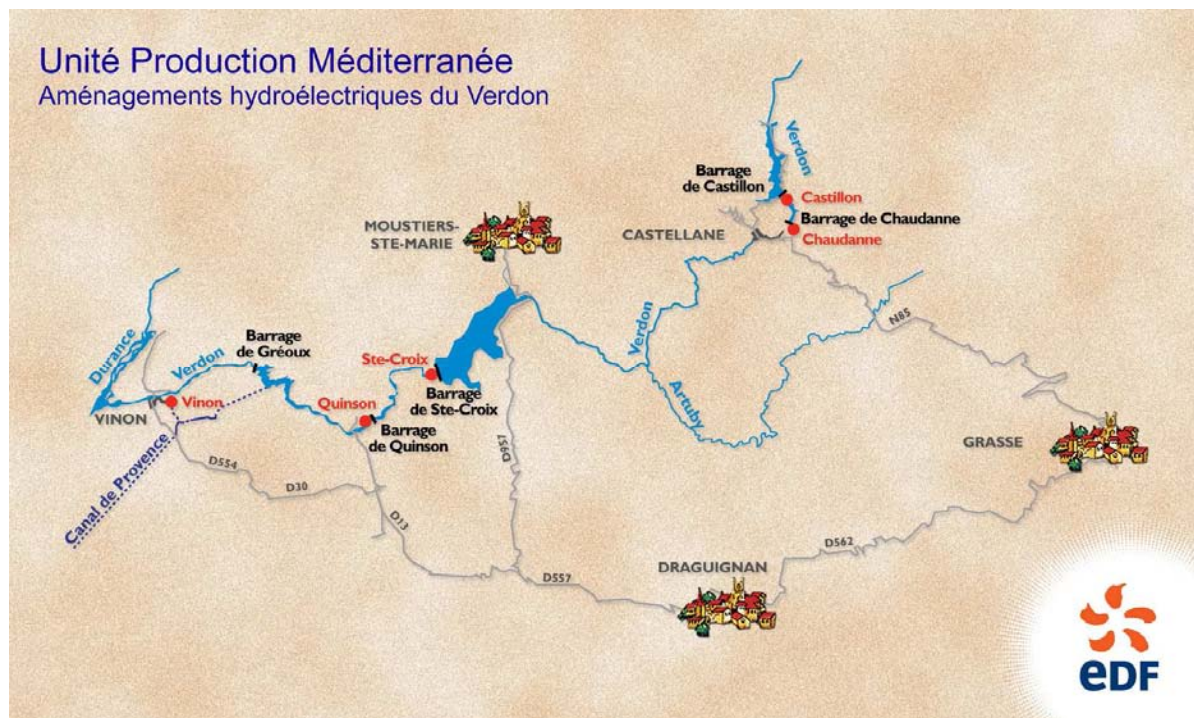 Unité Production Méditerranée
Aménagements hydroélectriques du Verdon
Verdon
Barrage
de Castillon
Castillon
Barrage de Chaudanne
Chaudanne
MOUSTIERS-
STE-MARIE
CASTELLANE
Durance
Verdon
Barrage
de Gréoux
Ste-Croix
Verdon
N85
VINON
Vinon
Quinson
Barrage
de Ste-Croix
Artuby
Barrage
de Quinson
GRASSE
Canal de Provence
D554
D30
D13
D957
D562
D557
DRAGUIGNAN
eDF